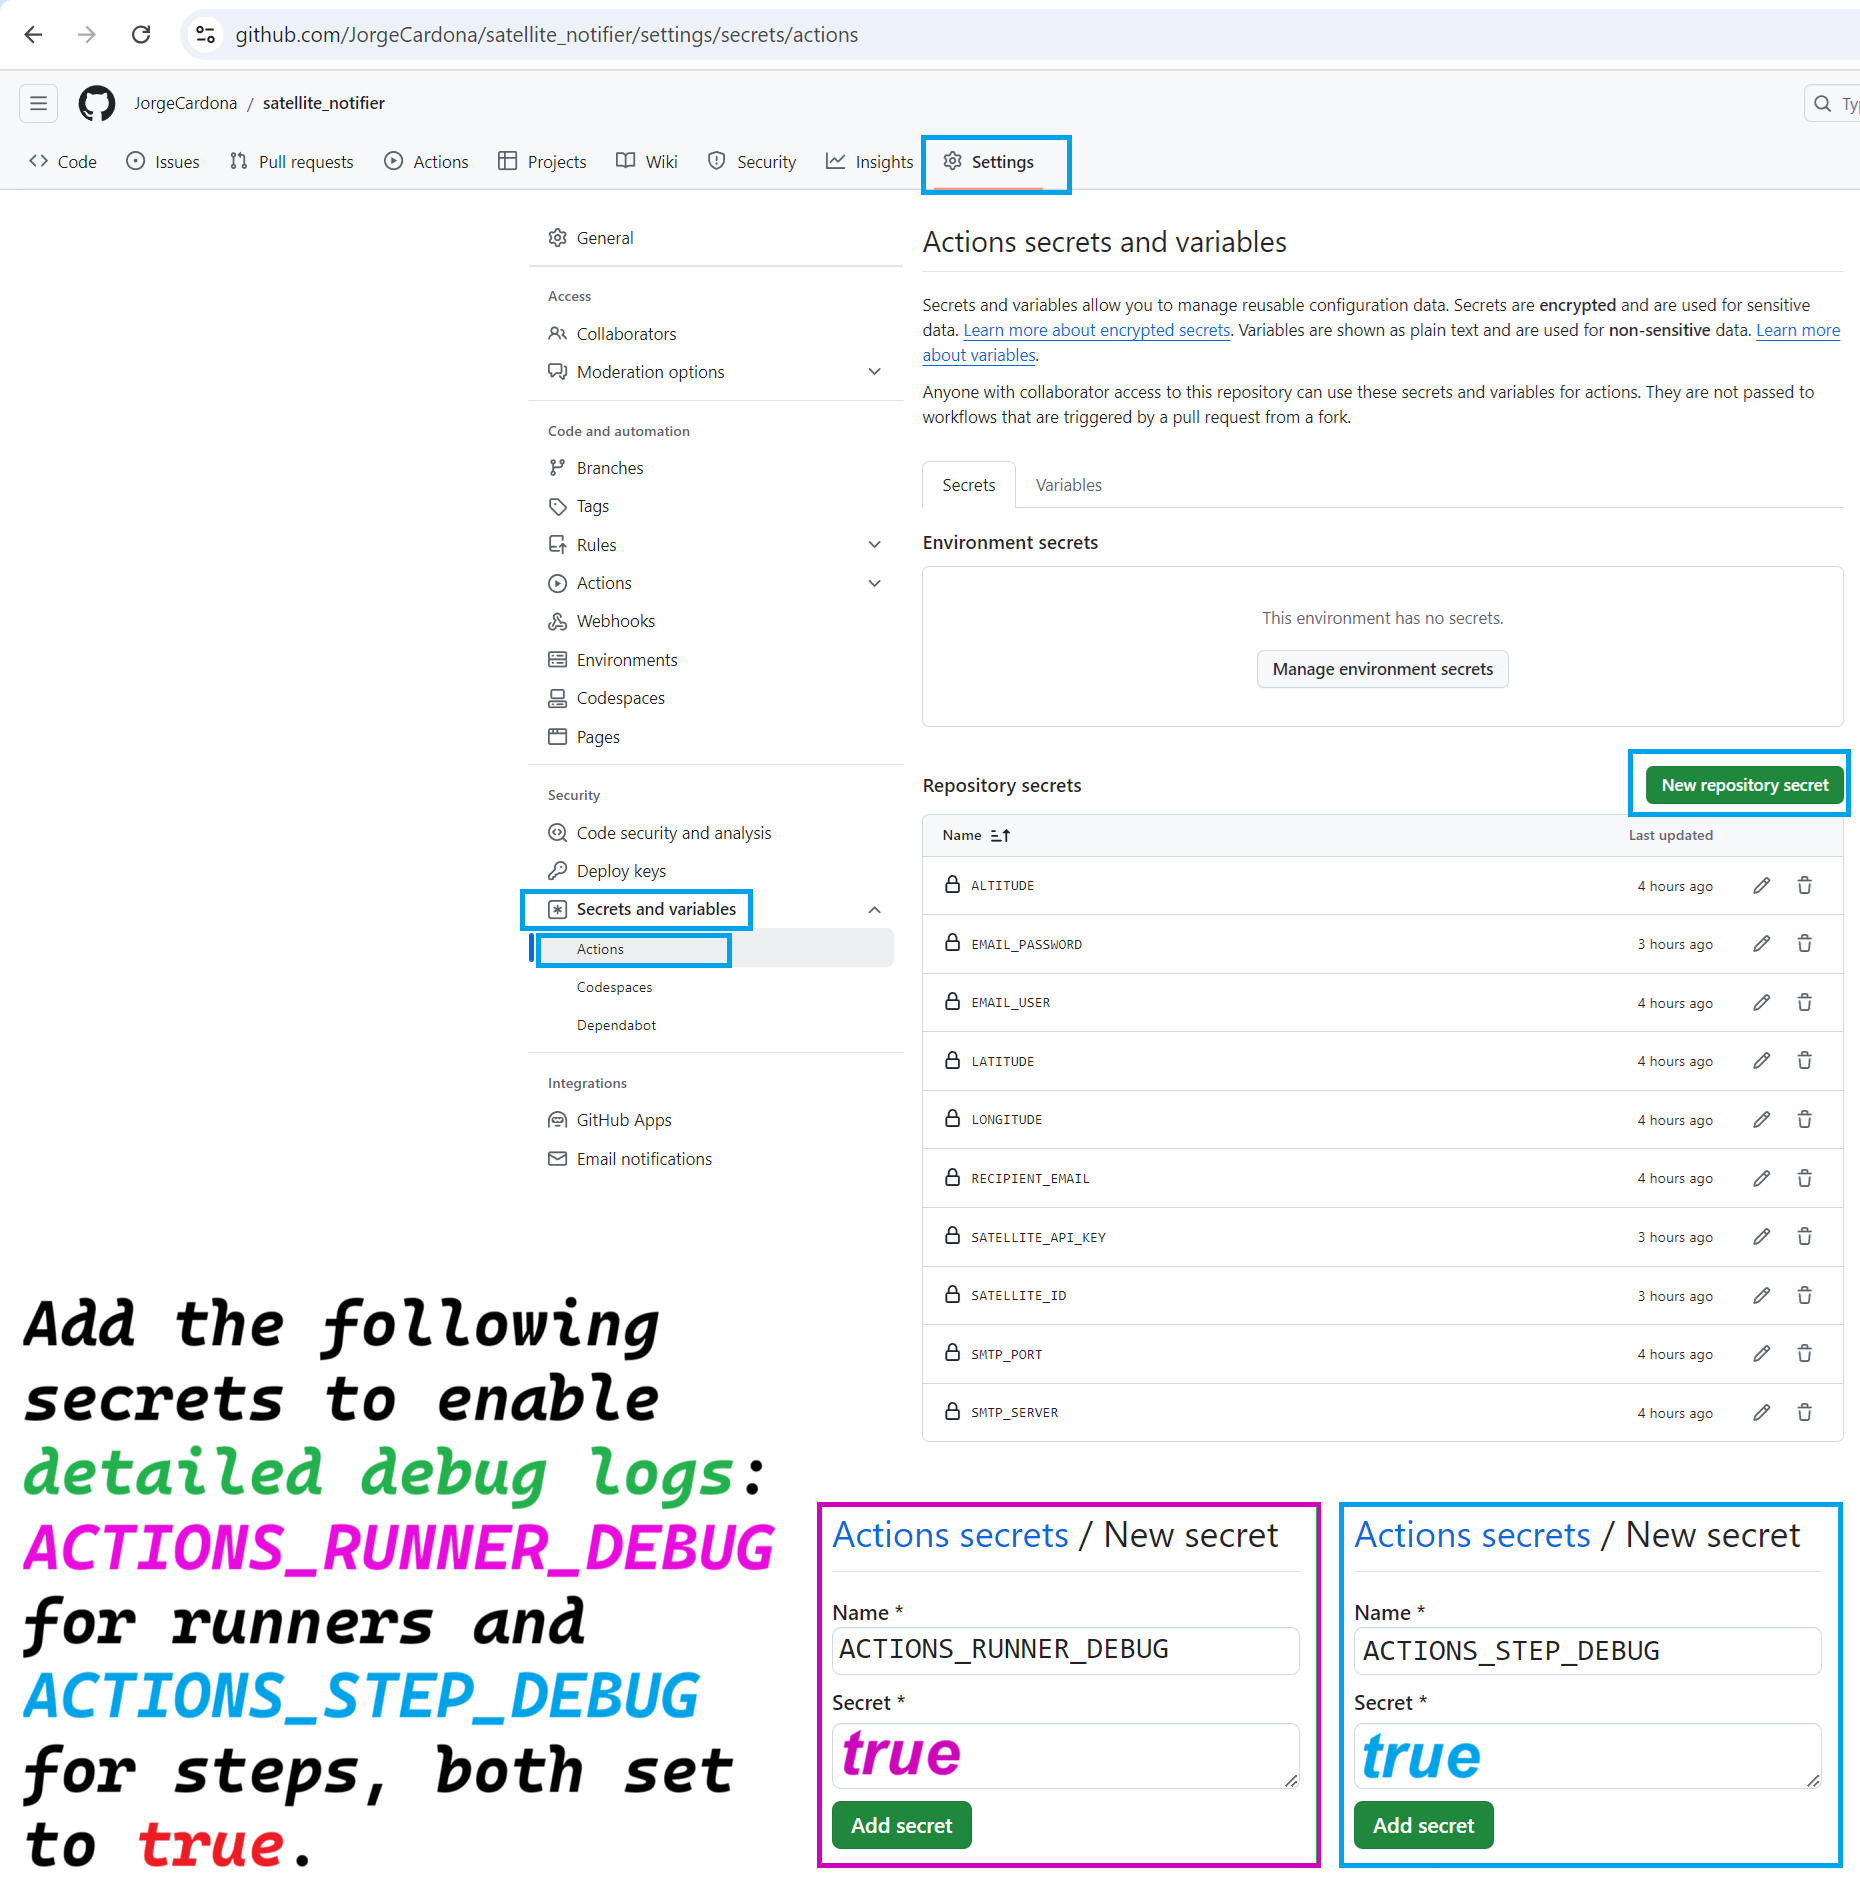 github.com/JorgeCardona/satellite_notifier/settings/secrets/actions
JorgeCardona / satellite_notifier
Code Issues Pull requests Actions Projects Wiki Security Insights Settings
General
Access
Collaborators
Moderation options
Code and automation
Branches
Tags
Rules
Actions
Webhooks
Environments
Codespaces
Pages
Security
Code security and analysis
Deploy keys
Secrets and variables
Actions
Codespaces
Dependabot
Integrations
GitHub Apps
Email notifications
Actions secrets and variables
Secrets and variables allow you to manage reusable configuration data. Secrets are encrypted and are used for sensitive
data. Learn more about encrypted secrets. Variables are shown as plain text and are used for non-sensitive data. Learn more
about variables.
Anyone with collaborator access to this repository can use these secrets and variables for actions. They are not passed to
workflows that are triggered by a pull request from a fork.
Secrets Variables
Environment secrets
This environment has no secrets.
Manage environment secrets
Repository secrets New repository secret
Name Last updated
ALTITUDE 4 hours ago
EMAIL_PASSWORD 3 hours ago
EMAIL_USER 4 hours ago
LATITUDE 4 hours ago
LONGITUDE 4 hours ago
RECIPIENT_EMAIL 4 hours ago
SATELLITE_API_KEY 3 hours ago
SATELLITE_ID 3 hours ago
SMTP_PORT 4 hours ago
SMTP_SERVER 4 hours ago
Add the following
secrets to enable
detailed debug logs:
ACTIONS_RUNNER_DEBUG
for runners and
ACTIONS_STEP_DEBUG
for steps, both set
to true.
Actions secrets / New secret
Name *
ACTIONS_RUNNER_DEBUG
Secret *
true
Add secret
Actions secrets / New secret
Name *
ACTIONS_STEP_DEBUG
Secret *
true
Add secret